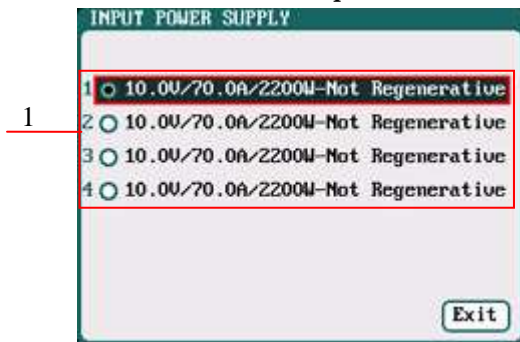 INPUT POWER SUPPLY
1 10.0V/70.0A/2200W-Not Regenerative
1
2 10.0V/70.0A/2200W-Not Regenerative
3 10.0V/70.0A/2200W-Not Regenerative
4 10.0V/70.0A/2200W-Not Regenerative
Exit